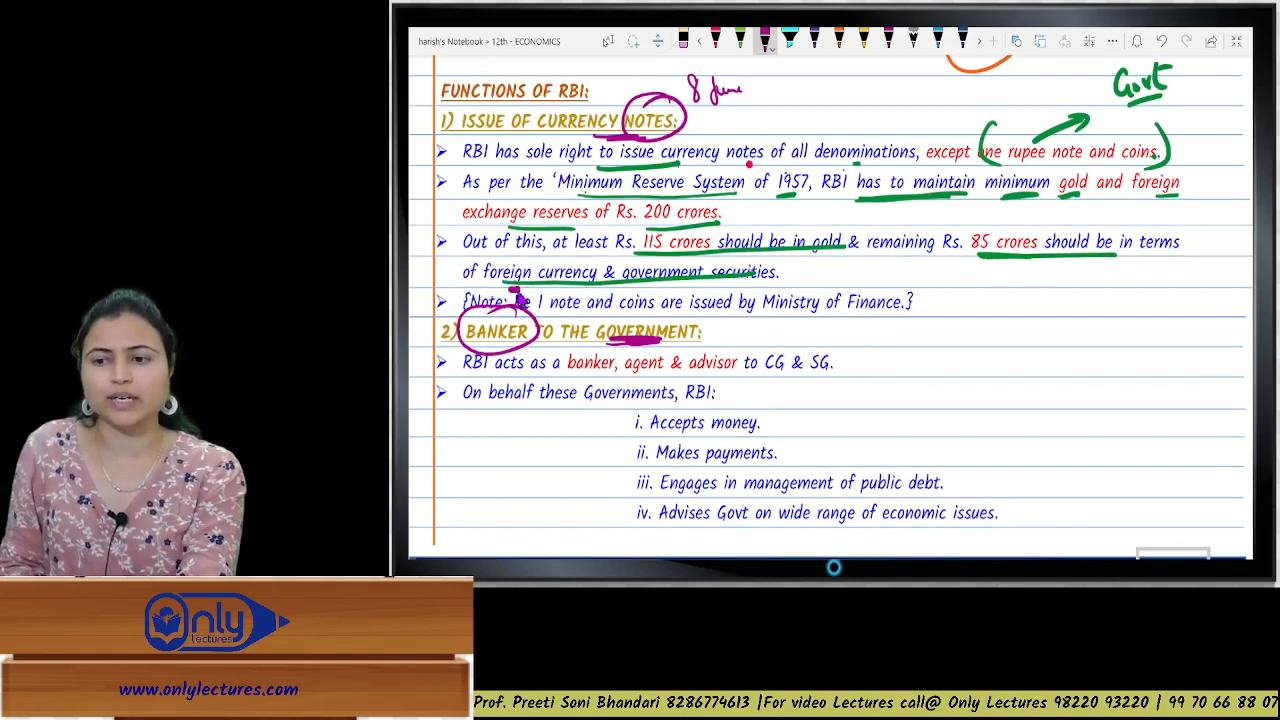 harish's Notebook » 12th - ECONOMICS
Govt
8 June
FUNCTIONS OF RBI:
1) ISSUE OF CURRENCY NOTES:
➤ RBI has sole right to issue currency notes of all denominations, except one rupee note and coins.
➤ As per the 'Minimum Reserve System of 1957, RBI has to maintain minimum gold and foreign
exchange reserves of Rs. 200 crores.
➤ Out of this, at least Rs. 115 crores should be in gold & remaining Rs. 85 crores should be in terms
of foreign currency & government securities.
➤ {Note: 1 note and coins are issued by Ministry of Finance.}
2) BANKER TO THE GOVERNMENT:
➤ RBI acts as a banker, agent & advisor to CG & SG.
➤ On behalf these Governments, RBI:
i. Accepts money.
ii. Makes payments.
iii. Engages in management of public debt.
iv. Advises Govt on wide range of economic issues.
Only
lectures
www.onlylectures.com
Prof. Preeti Soni Bhandari 8286774613 |For video Lectures call@ Only Lectures 98220 93220 | 99 70 66 88 07